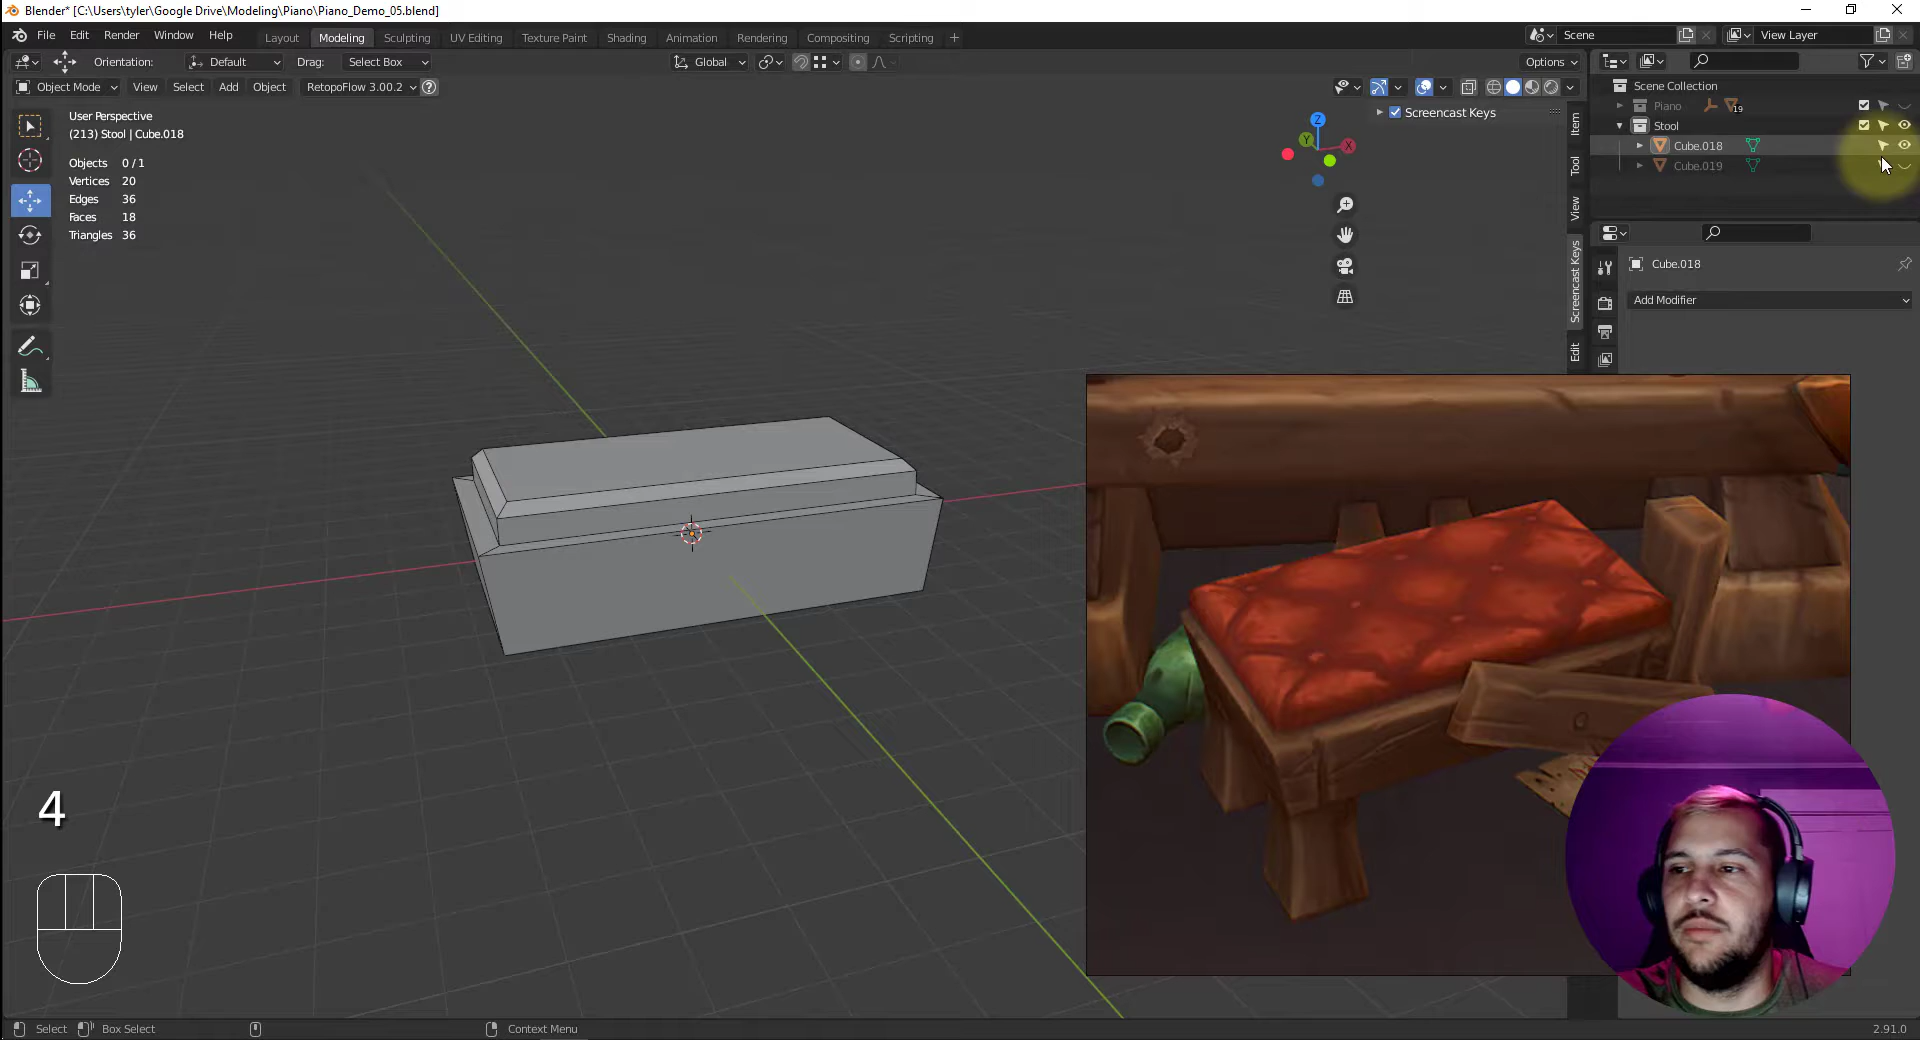 Blender* [C:\Users\tyler\Google Drive\Modeling\Piano\Piano_Demo_05.blend]
File Edit Render Window Help Layout Modeling Sculpting UV Editing Texture Paint Shading Animation Rendering Compositing Scripting + Scene View Layer
Orientation: Default Drag: Select Box Global Options
Object Mode View Select Add Object RetopoFlow 3.00.2 ?
User Perspective
(213) Stool | Cube.018
Objects 0/1
Vertices 20
Edges 36
Faces 18
Triangles 36
Z
Y
X
Screencast Keys
Item
Tool
View
Screencast Keys
Edit
Scene Collection
Piano 19
Stool
Cube.018
Cube.019
Cube.018
Add Modifier
4
Select Box Select Context Menu 2.91.0